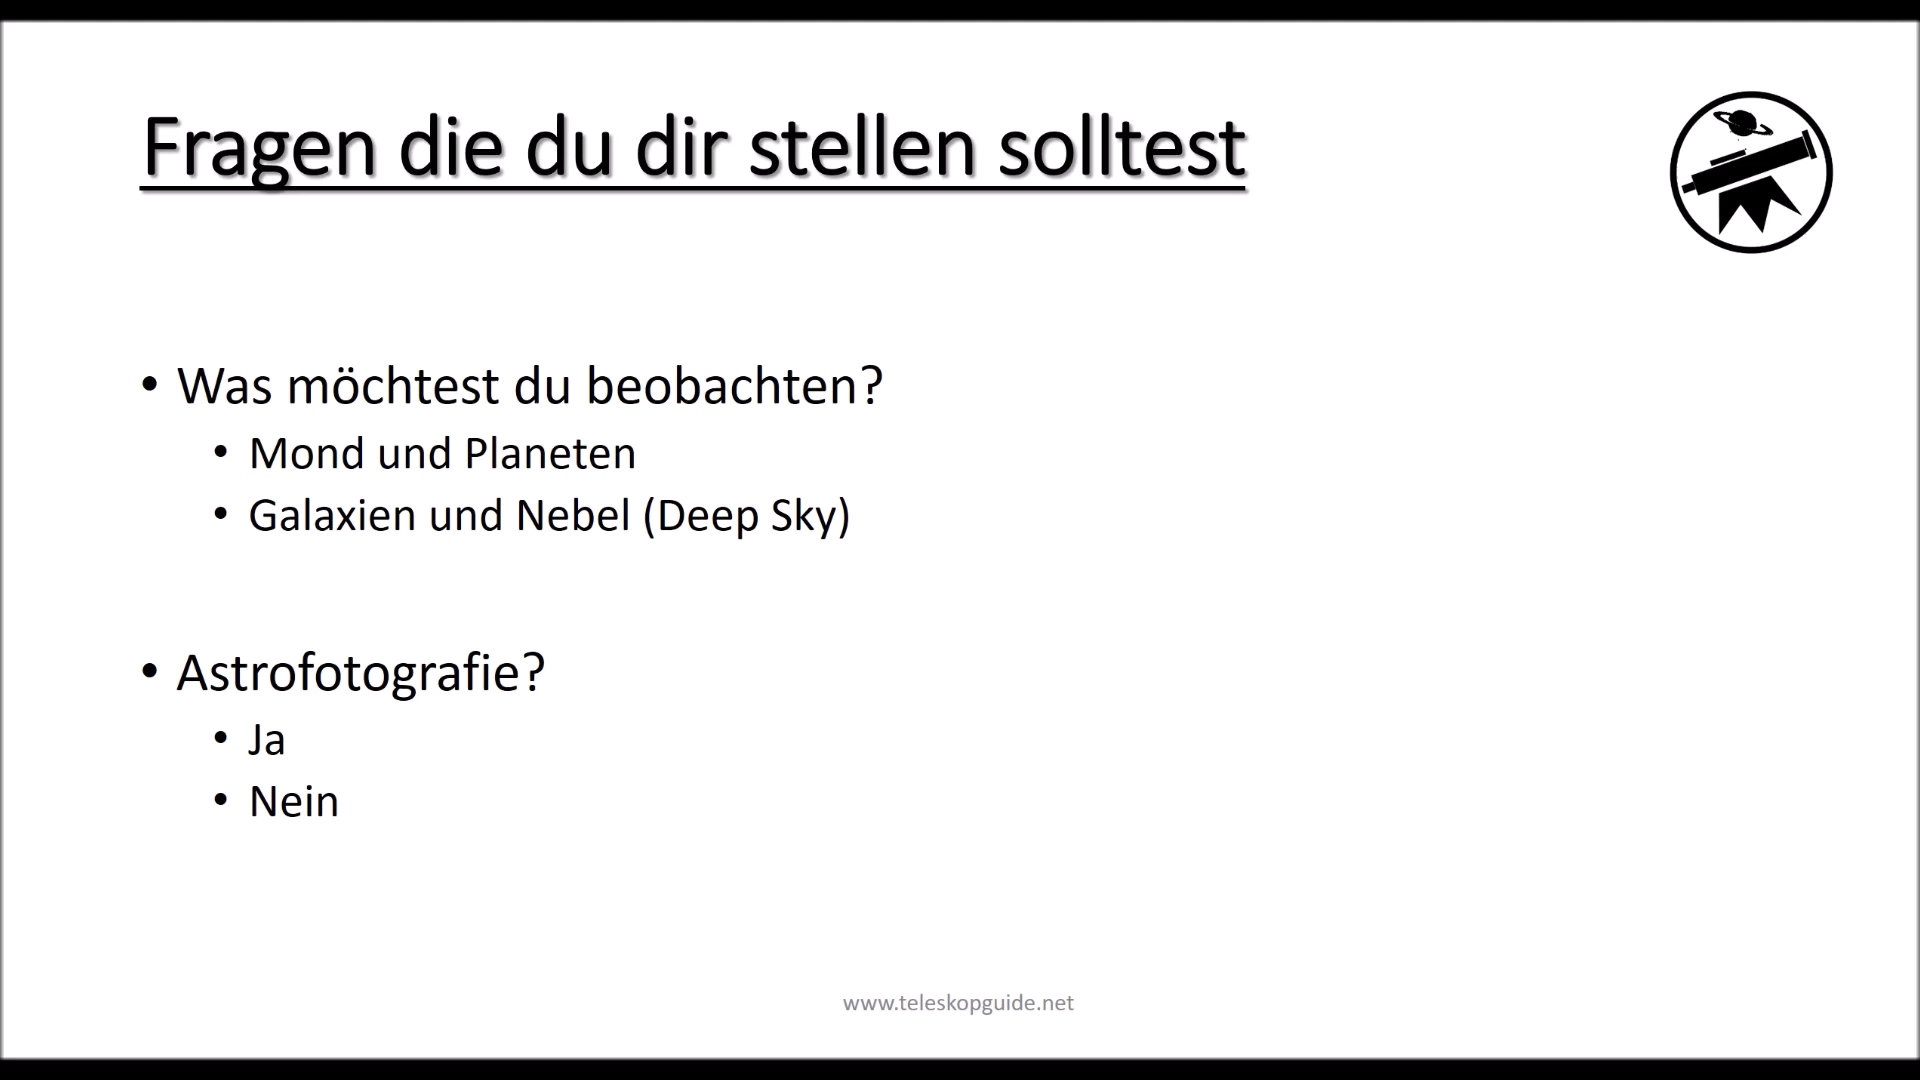 Fragen die du dir stellen solltest
• Was möchtest du beobachten?
• Mond und Planeten
• Galaxien und Nebel (Deep Sky)
• Astrofotografie?
• Ja
• Nein
www.teleskopguide.net